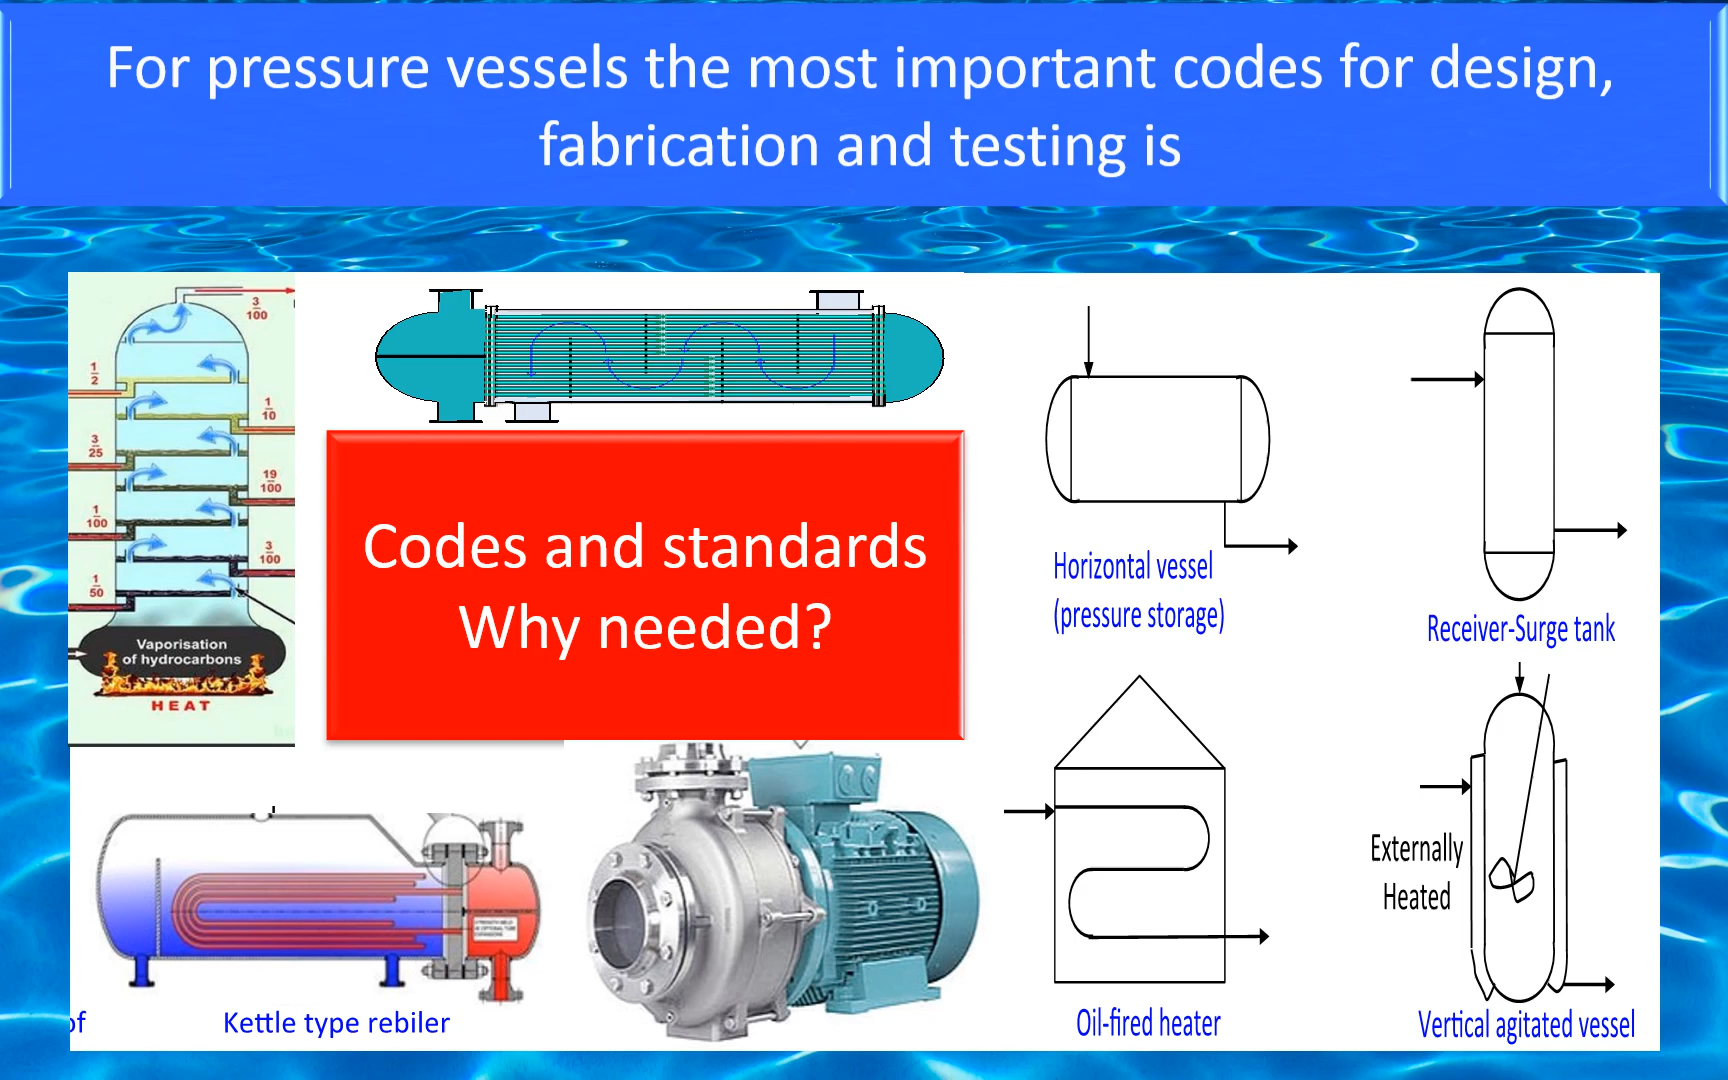 For pressure vessels the most important codes for design,
fabrication and testing is
3
100
1
2
1
10
3
25
19
100
1
100
3
100
1
50
Vaporisation
of hydrocarbons
HEAT
Codes and standards
Why needed?
Horizontal vessel
(pressure storage)
Receiver-Surge tank
Externally
Heated
of
Kettle type rebiler
Oil-fired heater
Vertical agitated vessel